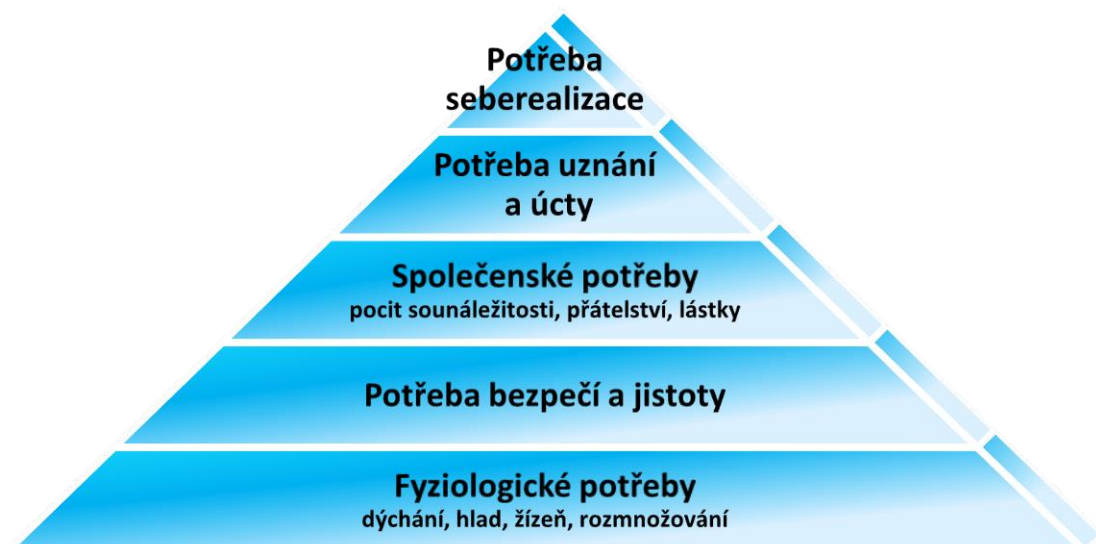 Potřeba
seberealizace
Potřeba uznání
a úcty
Společenské potřeby
pocit sounáležitosti, přátelství, lástky
Potřeba bezpečí a jistoty
Fyziologické potřeby
dýchání, hlad, žízeň, rozmnožování